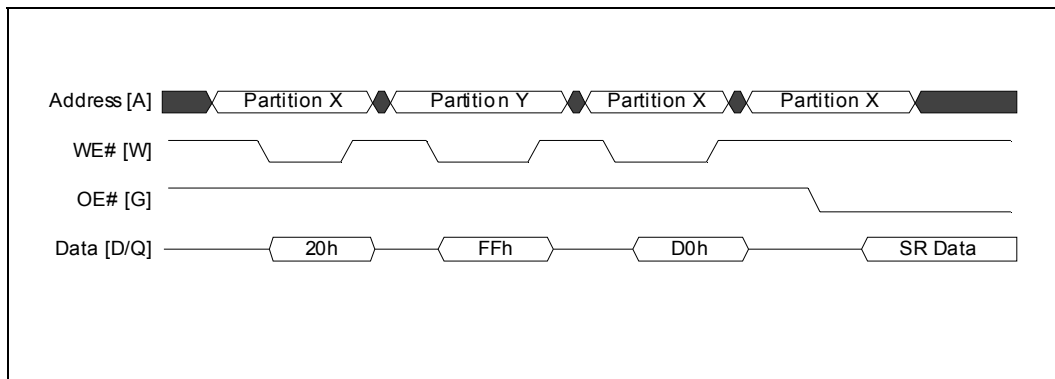 Address [A] Partition X Partition Y Partition X Partition X
WE# [W]
OE# [G]
Data [D/Q] 20h FFh D0h SR Data